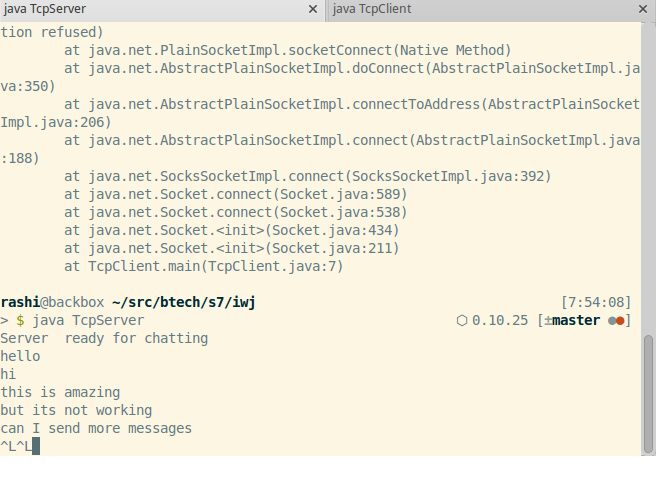 java TcpServer × java TcpClient ×
tion refused)
at java.net.PlainSocketImpl.socketConnect(Native Method)
at java.net.AbstractPlainSocketImpl.doConnect(AbstractPlainSocketImpl.ja
va:350)
at java.net.AbstractPlainSocketImpl.connectToAddress(AbstractPlainSocket
Impl.java:206)
at java.net.AbstractPlainSocketImpl.connect(AbstractPlainSocketImpl.java
:188)
at java.net.SocksSocketImpl.connect(SocksSocketImpl.java:392)
at java.net.Socket.connect(Socket.java:589)
at java.net.Socket.connect(Socket.java:538)
at java.net.Socket.<init>(Socket.java:434)
at java.net.Socket.<init>(Socket.java:211)
at TcpClient.main(TcpClient.java:7)
rashi@backbox ~/src/btech/s7/iwj [7:54:08]
> $ java TcpServer ⬡ 0.10.25 [±master ●●]
Server  ready for chatting
hello
hi
this is amazing
but its not working
can I send more messages
^L^L